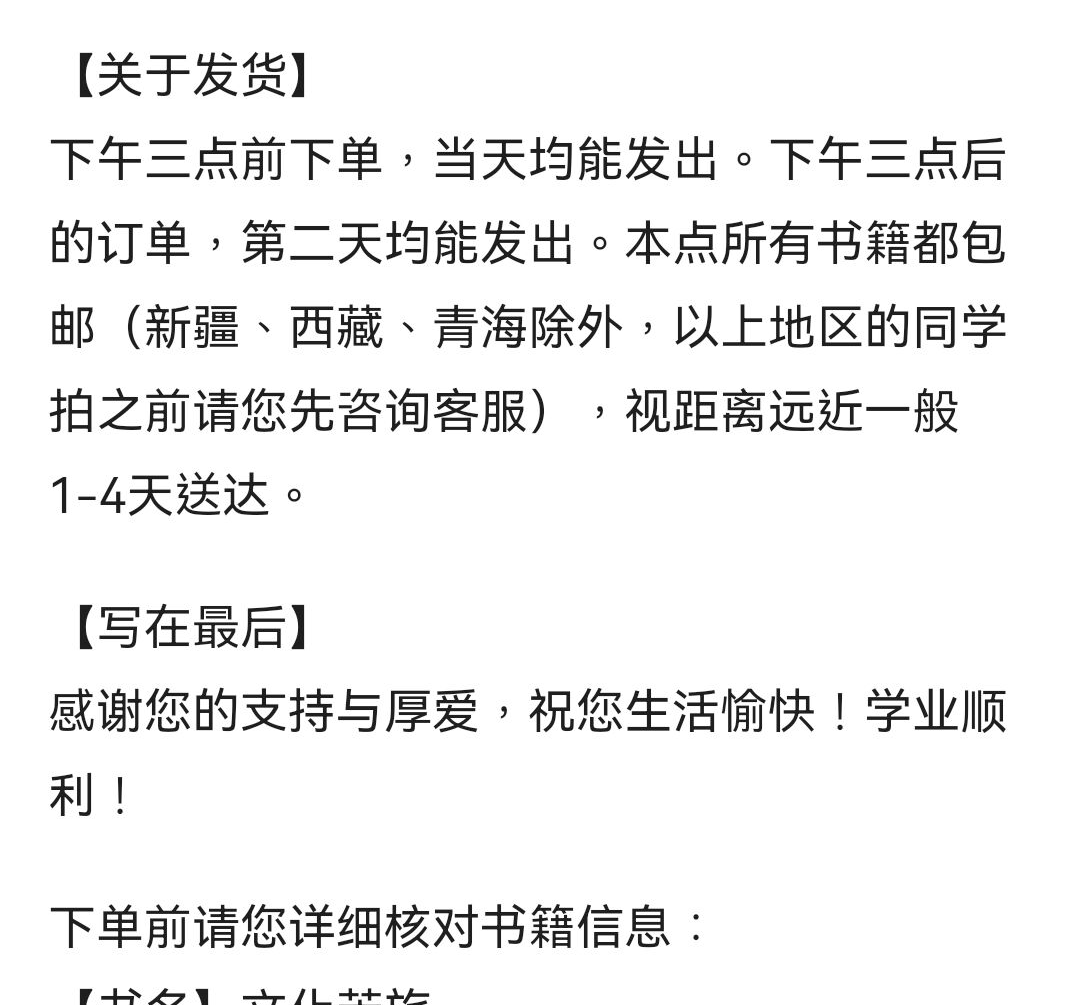 【关于发货】
下午三点前下单，当天均能发出。下午三点后
的订单，第二天均能发出。本点所有书籍都包
邮（新疆、西藏、青海除外，以上地区的同学
拍之前请您先咨询客服），视距离远近一般
1-4天送达。
【写在最后】
感谢您的支持与厚爱，祝您生活愉快！学业顺
利！
下单前请您详细核对书籍信息：
【书名】文化苦旅